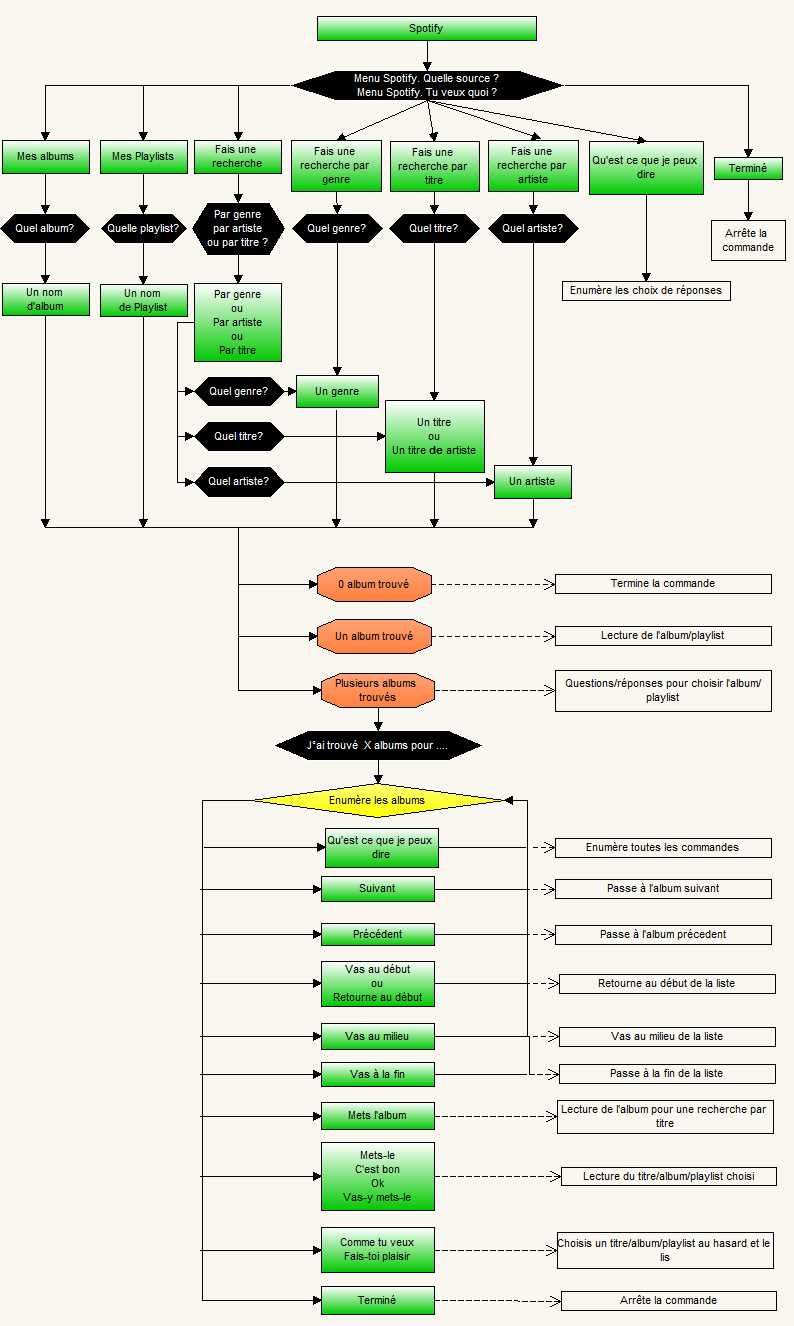 Spotify
Menu Spotify. Quelle source ?
Menu Spotify. Tu veux quoi ?
Mes albums
Mes Playlists
Fais une
recherche
Fais une
recherche par
genre
Fais une
recherche par
titre
Fais une
recherche par
artiste
Qu'est ce que je peux
dire
Terminé
Quel album?
Quelle playlist?
Par genre
par artiste
ou par titre ?
Quel genre?
Quel titre?
Quel artiste?
Arrête la
commande
Enumère les choix de réponses
Un nom
d'album
Un nom
de Playlist
Par genre
ou
Par artiste
ou
Par titre
Quel genre?
Un genre
Quel titre?
Un titre
ou
Un titre de artiste
Quel artiste?
Un artiste
0 album trouvé
Termine la commande
Un album trouvé
Lecture de l'album/playlist
Plusieurs albums
trouvés
Questions/réponses pour choisir l'album/
playlist
J'ai trouvé X albums pour ....
Enumère les albums
Qu'est ce que je peux
dire
Enumère toutes les commandes
Suivant
Passe à l'album suivant
Précédent
Passe à l'album précedent
Vas au début
ou
Retourne au début
Retourne au début de la liste
Vas au milieu
Vas au milieu de la liste
Vas à la fin
Passe à la fin de la liste
Mets l'album
Lecture de l'album pour une recherche par
titre
Mets-le
C'est bon
Ok
Vas-y mets-le
Lecture du titre/album/playlist choisi
Comme tu veux
Fais-toi plaisir
Choisis un titre/album/playlist au hasard et le
lis
Terminé
Arrête la commande